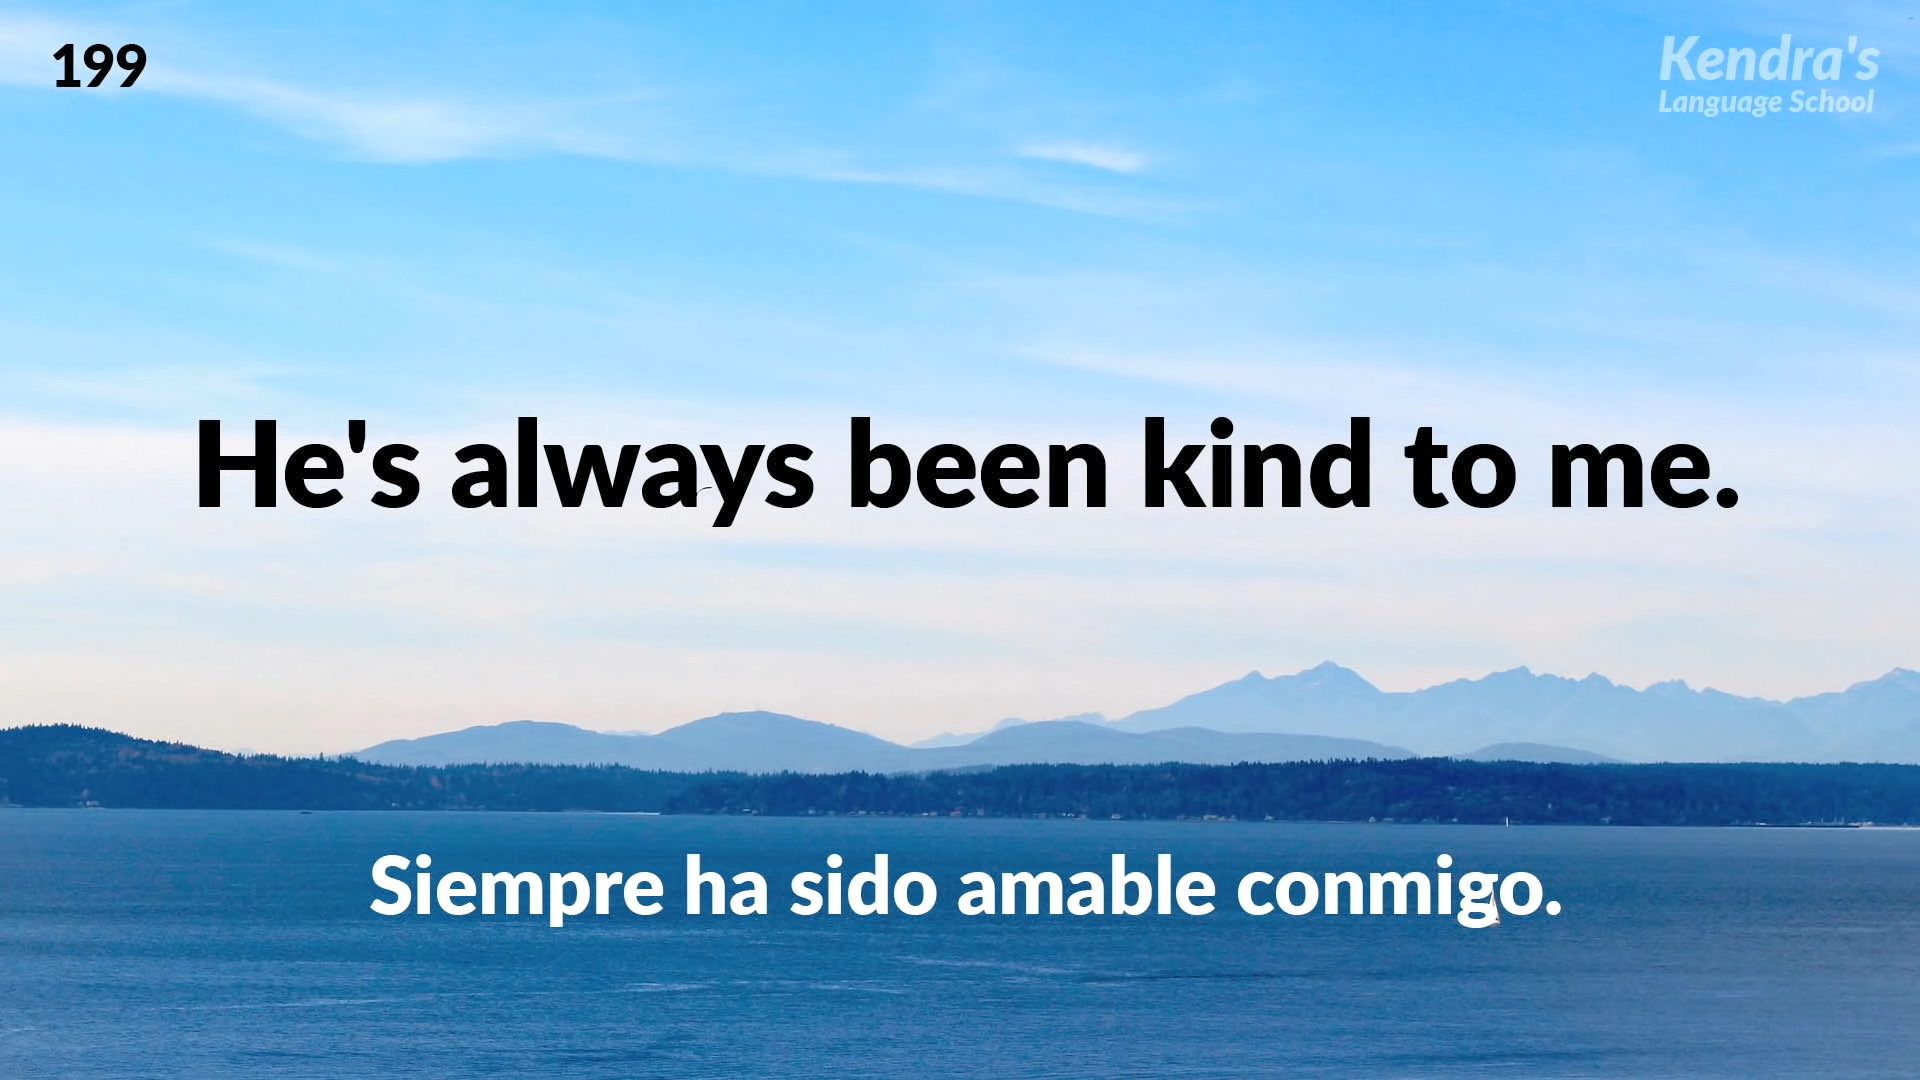 199
Kendra's
Language School
He's always been kind to me.
Siempre ha sido amable conmigo.